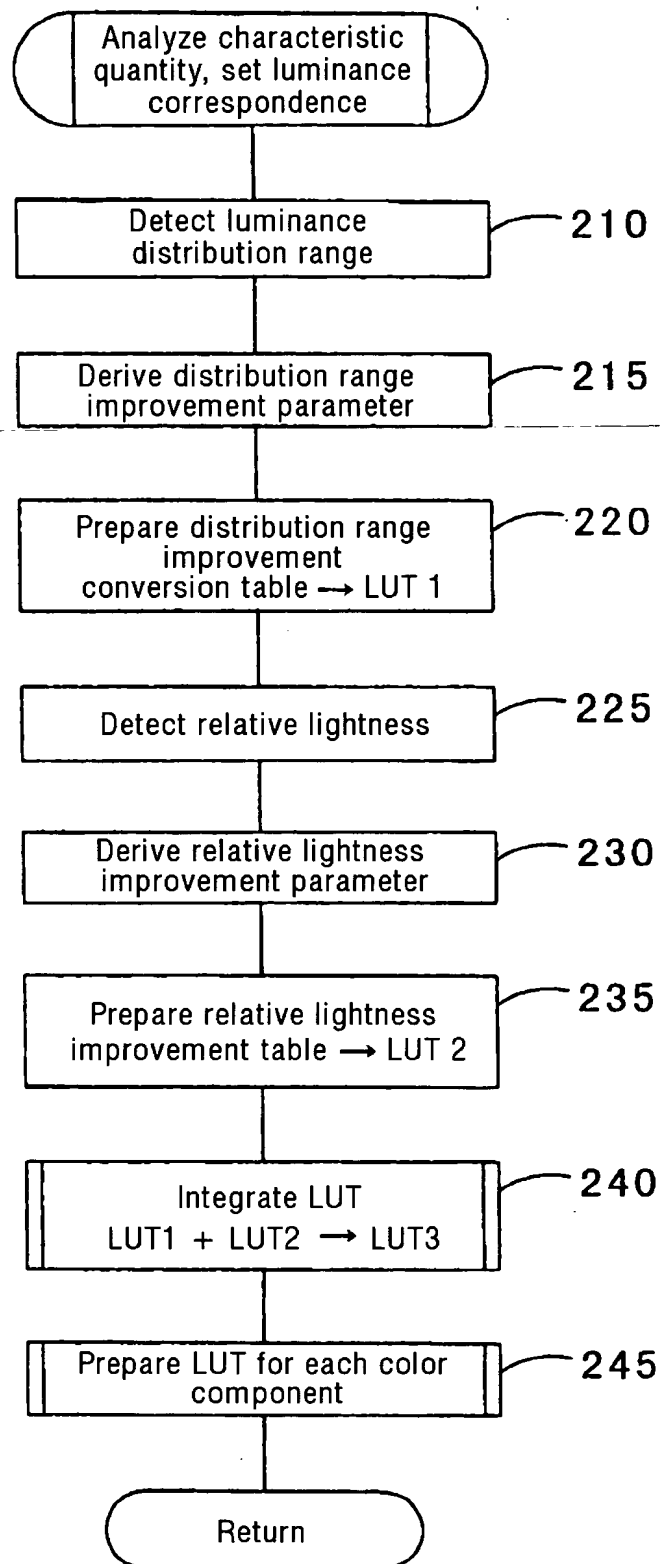 Analyze characteristic
quantity, set luminance
correspondence
Detect luminance
distribution range
210
Derive distribution range
improvement parameter
215
Prepare distribution range
improvement
conversion table → LUT 1
220
Detect relative lightness
225
Derive relative lightness
improvement parameter
230
Prepare relative lightness
improvement table → LUT 2
235
Integrate LUT
LUT1 + LUT2 → LUT3
240
Prepare LUT for each color
component
245
Return